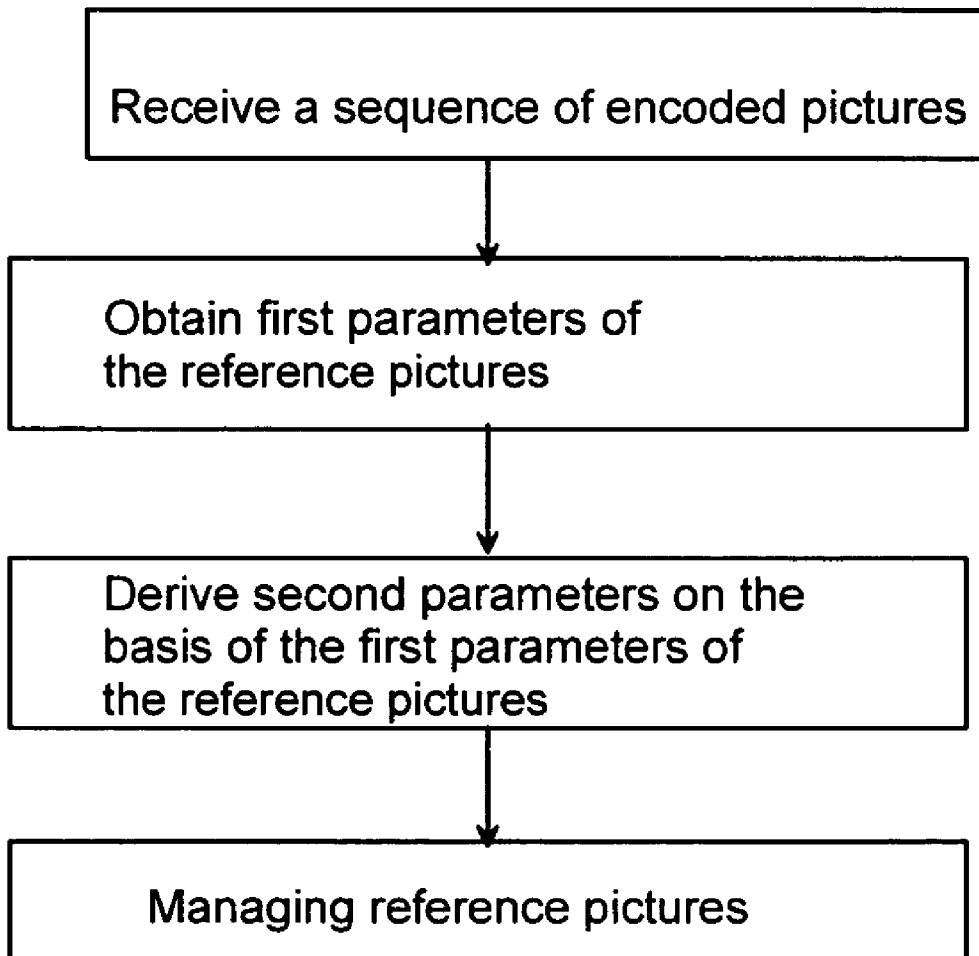 Receive a sequence of encoded pictures
Obtain first parameters of
the reference pictures
Derive second parameters on the
basis of the first parameters of
the reference pictures
Managing reference pictures